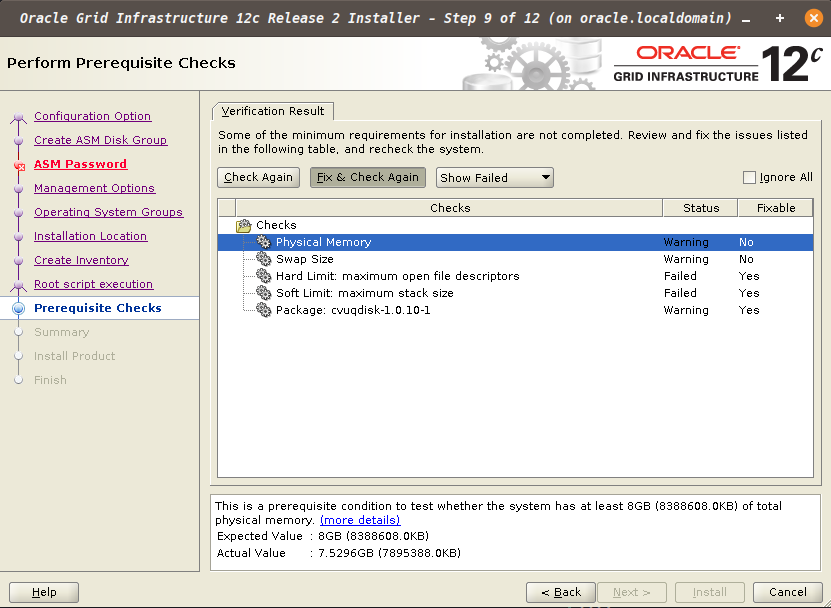 Oracle Grid Infrastructure 12c Release 2 Installer - Step 9 of 12 (on oracle.localdomain)
Perform Prerequisite Checks
ORACLE
GRID INFRASTRUCTURE 12c
Configuration Option
Create ASM Disk Group
ASM Password
Management Options
Operating System Groups
Installation Location
Create Inventory
Root script execution
Prerequisite Checks
Summary
Install Product
Finish
Verification Result
Some of the minimum requirements for installation are not completed. Review and fix the issues listed
in the following table, and recheck the system.
Check Again Fix & Check Again Show Failed Ignore All
Checks Status Fixable
Checks
Physical Memory Warning No
Swap Size Warning No
Hard Limit: maximum open file descriptors Failed Yes
Soft Limit: maximum stack size Failed Yes
Package: cvuqdisk-1.0.10-1 Warning Yes
This is a prerequisite condition to test whether the system has at least 8GB (8388608.0KB) of total
physical memory. (more details)
Expected Value : 8GB (8388608.0KB)
Actual Value : 7.5296GB (7895388.0KB)
Help < Back Next > Install Cancel